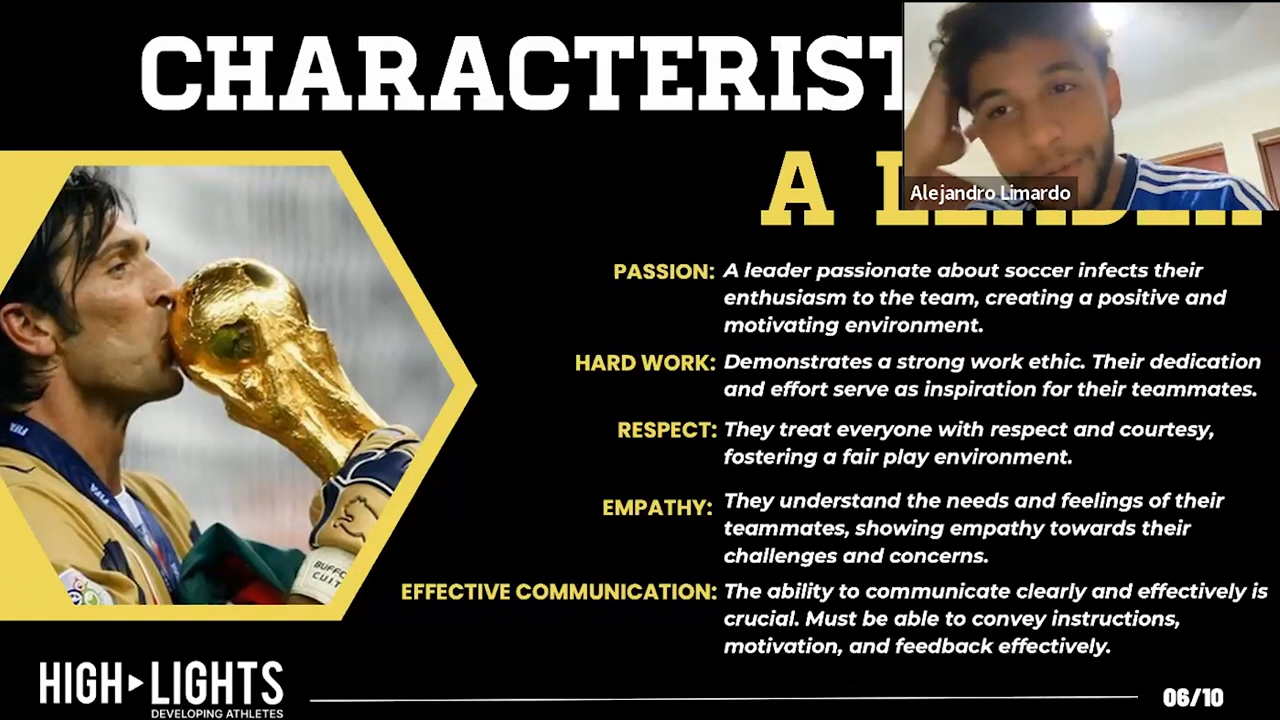 CHARACTERIST
A LEADER
Alejandro Limardo
PASSION: A leader passionate about soccer infects their
enthusiasm to the team, creating a positive and
motivating environment.
HARD WORK: Demonstrates a strong work ethic. Their dedication
and effort serve as inspiration for their teammates.
RESPECT: They treat everyone with respect and courtesy,
fostering a fair play environment.
EMPATHY: They understand the needs and feelings of their
teammates, showing empathy towards their
challenges and concerns.
EFFECTIVE COMMUNICATION: The ability to communicate clearly and effectively is
crucial. Must be able to convey instructions,
motivation, and feedback effectively.
FIFA
FIFA
HIGH LIGHTS
DEVELOPING ATHLETES
06/10